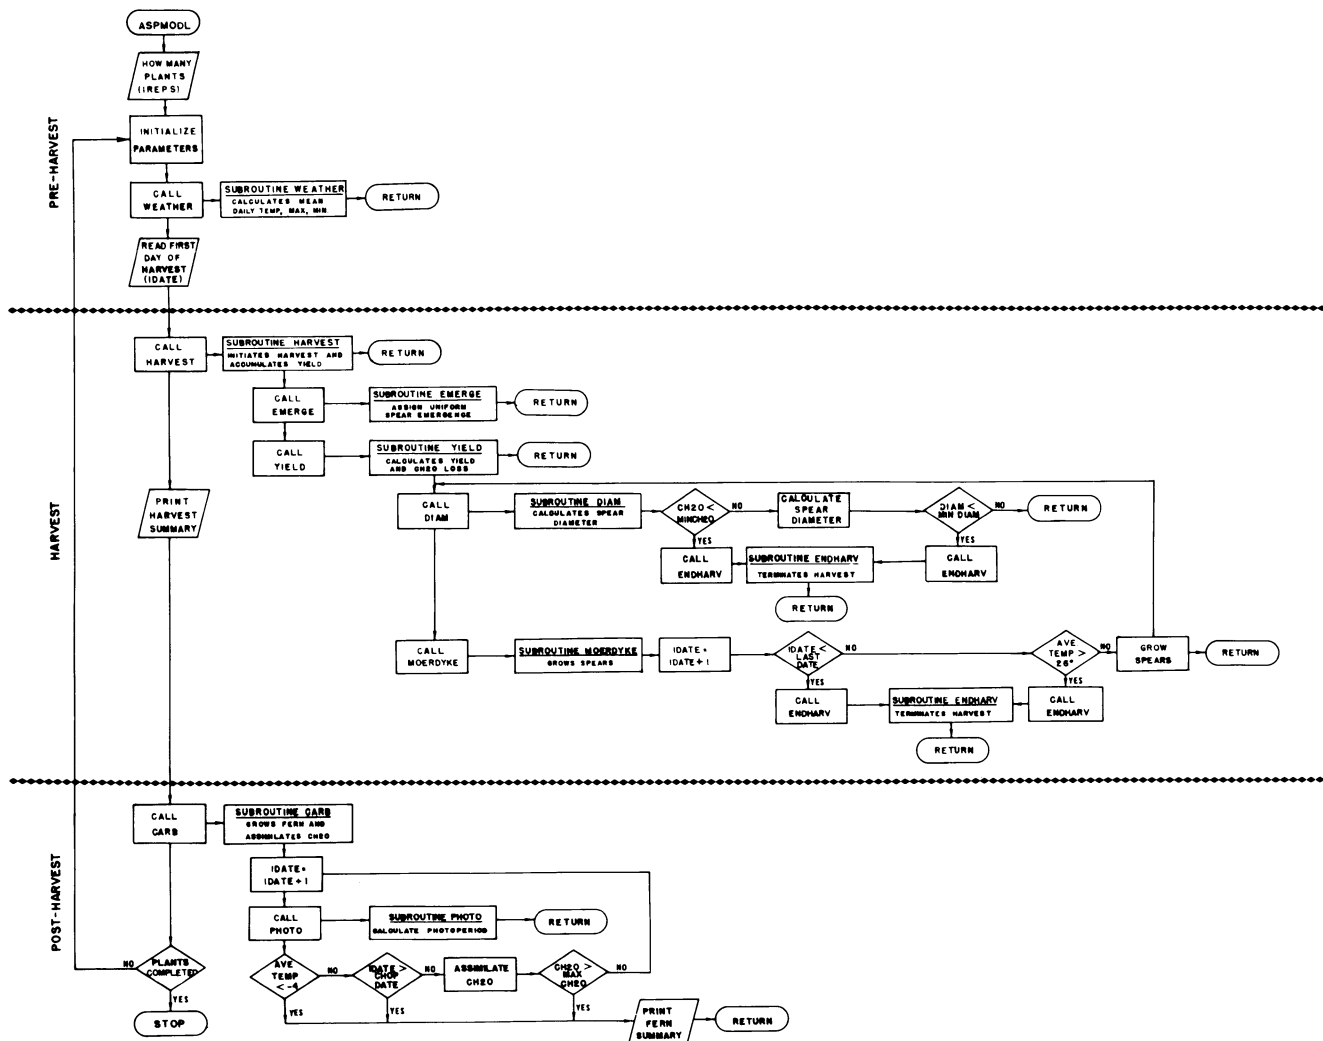 ASPMODL
HOW MANY
PLANTS
(IREPS)
INITIALIZE
PARAMETERS
PRE-HARVEST
CALL
WEATHER
SUBROUTINE WEATHER
CALCULATES MEAN
DAILY TEMP, MAX, MIN
RETURN
READ FIRST
DAY OF
HARVEST
(IDATE)
CALL
HARVEST
SUBROUTINE HARVEST
INITIATES HARVEST AND
ACCUMULATES YIELD
RETURN
CALL
EMERGE
SUBROUTINE EMERGE
ASSIGN UNIFORM
SPEAR EMERGENCE
RETURN
CALL
YIELD
SUBROUTINE YIELD
CALCULATES YIELD
AND CH2O LOSS
RETURN
PRINT
HARVEST
SUMMARY
HARVEST
CALL
DIAM
SUBROUTINE DIAM
CALCULATES SPEAR
DIAMETER
CH2O <
MINCH2O
NO
YES
CALCULATE
SPEAR
DIAMETER
DIAM <
MIN DIAM
NO
YES
RETURN
CALL
ENDHARV
SUBROUTINE ENDHARV
TERMINATES HARVEST
CALL
ENDHARV
RETURN
CALL
MOERDYKE
SUBROUTINE MOERDYKE
GROWS SPEARS
IDATE =
IDATE + 1
IDATE <
LAST
DATE
NO
YES
AVE
TEMP >
26°
NO
YES
GROW
SPEARS
RETURN
CALL
ENDHARV
SUBROUTINE ENDHARV
TERMINATES HARVEST
CALL
ENDHARV
RETURN
CALL
CARB
SUBROUTINE CARB
GROWS FERN AND
ASSIMILATES CH2O
IDATE =
IDATE + 1
POST-HARVEST
CALL
PHOTO
SUBROUTINE PHOTO
CALCULATE PHOTOPERIOD
RETURN
PLANTS
COMPLETED
NO
YES
STOP
AVE
TEMP
< -4
NO
YES
IDATE >
CHOP
DATE
NO
YES
ASSIMILATE
CH2O
CH2O >
MAX
CH2O
NO
YES
PRINT
FERN
SUMMARY
RETURN